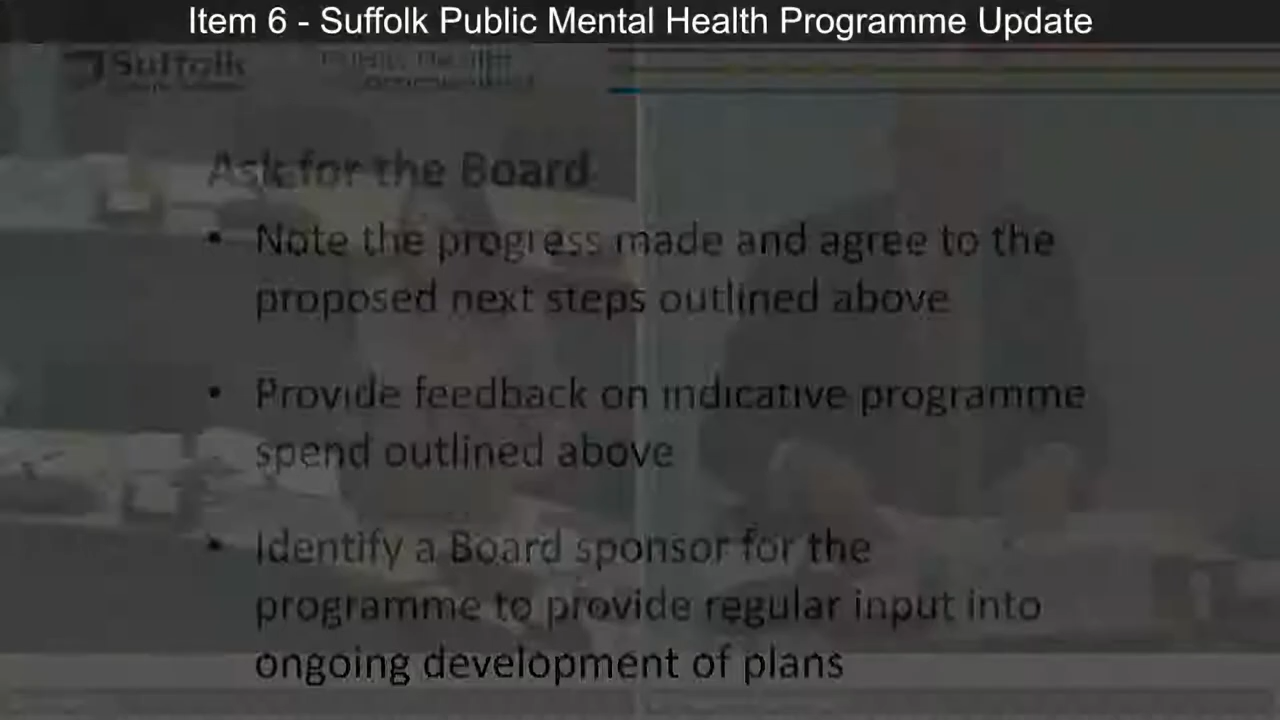 Item 6 - Suffolk Public Mental Health Programme Update
Suffolk
Ask for the Board
• Note the progress made and agree to the
proposed next steps outlined above
• Provide feedback on indicative programme
spend outlined above
• Identify a Board sponsor for the
programme to provide regular input into
ongoing development of plans